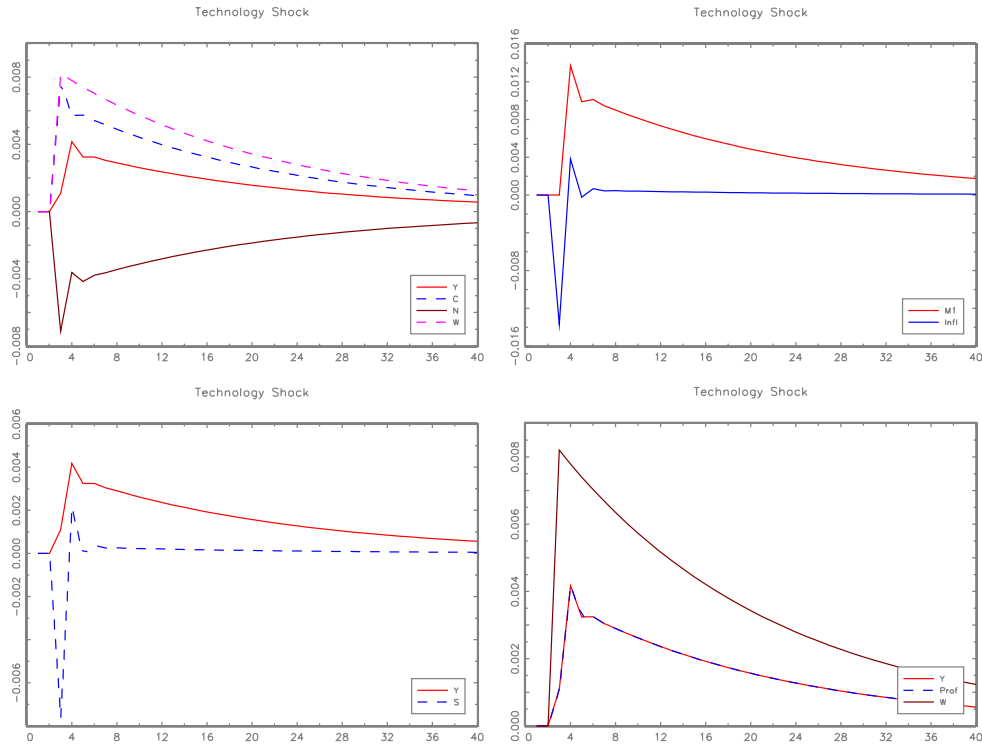 Technology Shock
0.008
0.004
0.000
−0.004
−0.008
0 4 8 12 16 20 24 28 32 36 40
Y
C
N
W
Technology Shock
0.016
0.012
0.008
0.004
0.000
−0.008
−0.016
0 4 8 12 16 20 24 28 32 36 40
M1
Infl
Technology Shock
0.006
0.004
0.002
0.000
−0.002
−0.006
0 4 8 12 16 20 24 28 32 36 40
Y
S
Technology Shock
0.008
0.006
0.004
0.002
0.000
0 4 8 12 16 20 24 28 32 36 40
Y
Prof
W